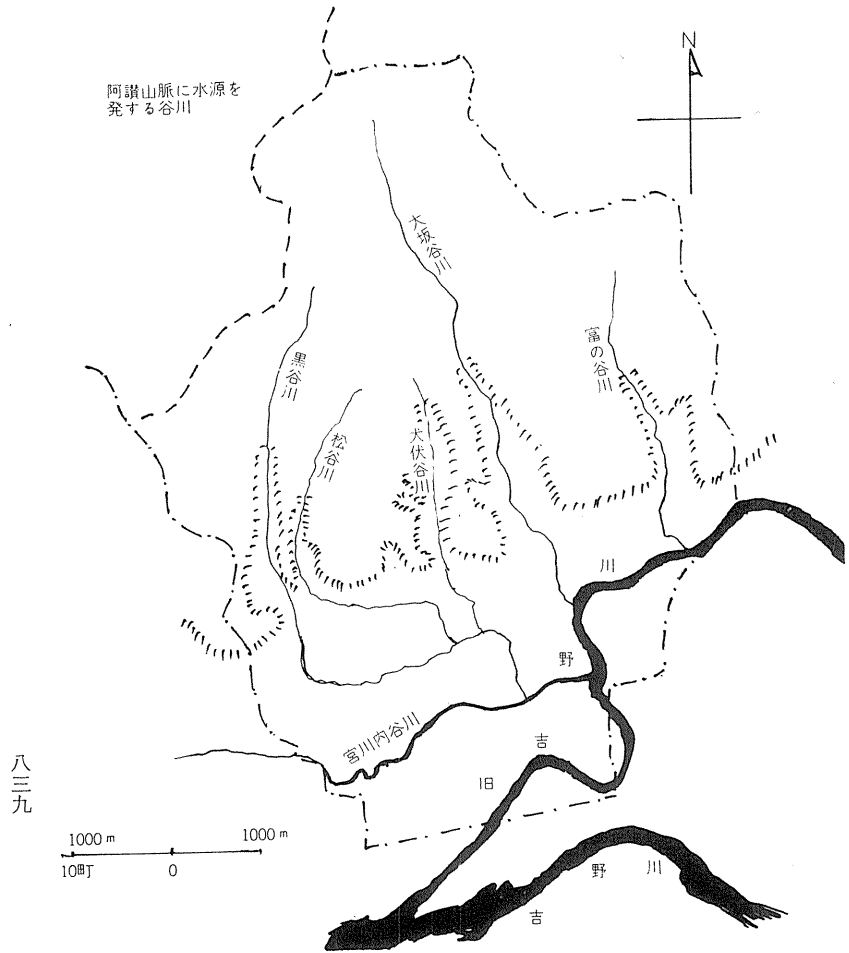 阿讃山脈に水源を
発する谷川
N
大坂谷川
富の谷川
黒谷川
松谷川
犬伏谷川
宮川内谷川
旧吉野川
吉野川
1000m 1000m
10町 0
八三九